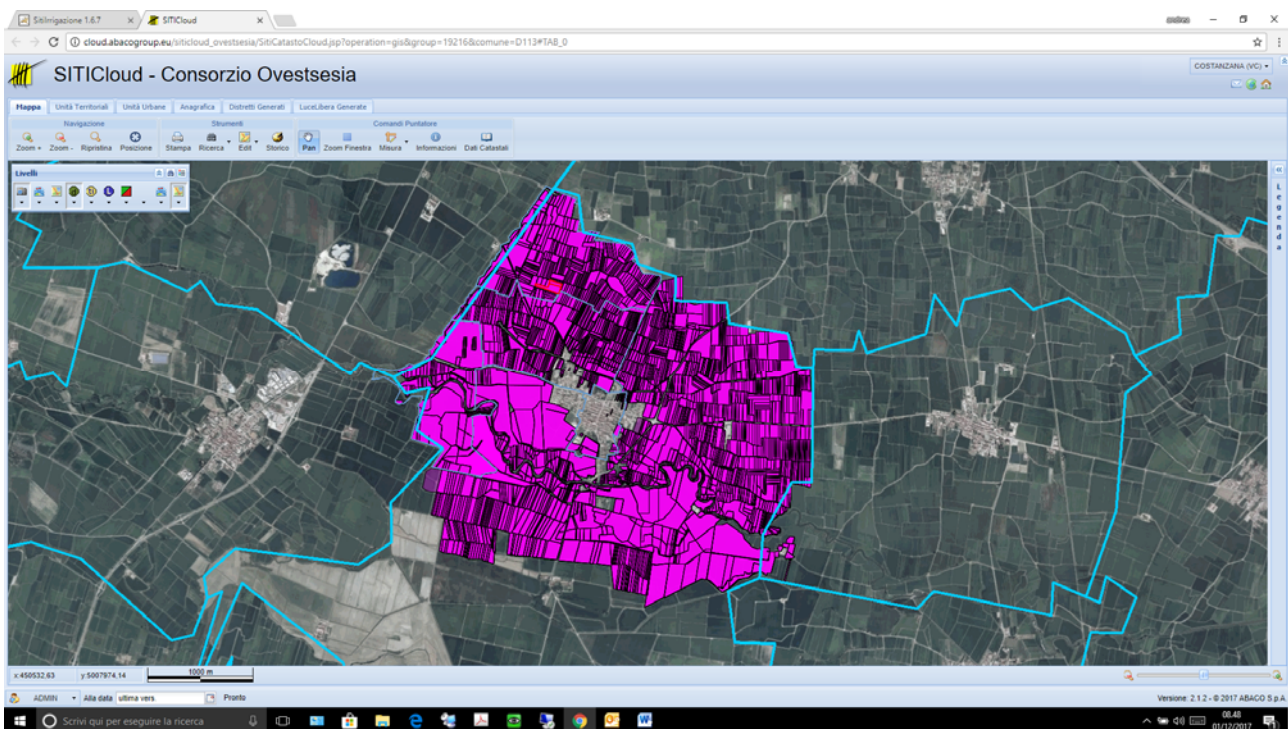 SitiIrrigazione 1.6.7
SITICloud
andrea
cloud.abacogroup.eu/siticloud_ovestsesia/SitiCatastoCloud.jsp?operation=gis&group=19216&comune=D113#TAB_0
SITICloud - Consorzio Ovestsesia
COSTANZANA (VC)
Mappa Unità Territoriali Unità Urbane Anagrafica Distretti Generati LuceLibera Generate
Navigazione Strumenti Comandi Puntatore
Zoom + Zoom - Ripristina Posizione Stampa Ricerca Edit Storico Pan Zoom Finestra Misura Informazioni Dati Catastali
Livelli
Legenda
x:450532,63 y:5007974,14 1000 m
ADMIN Alla data ultima vers. Pronto Versione: 2.1.2 - © 2017 ABACO S.p.A.
Scrivi qui per eseguire la ricerca
08.48
01/12/2017